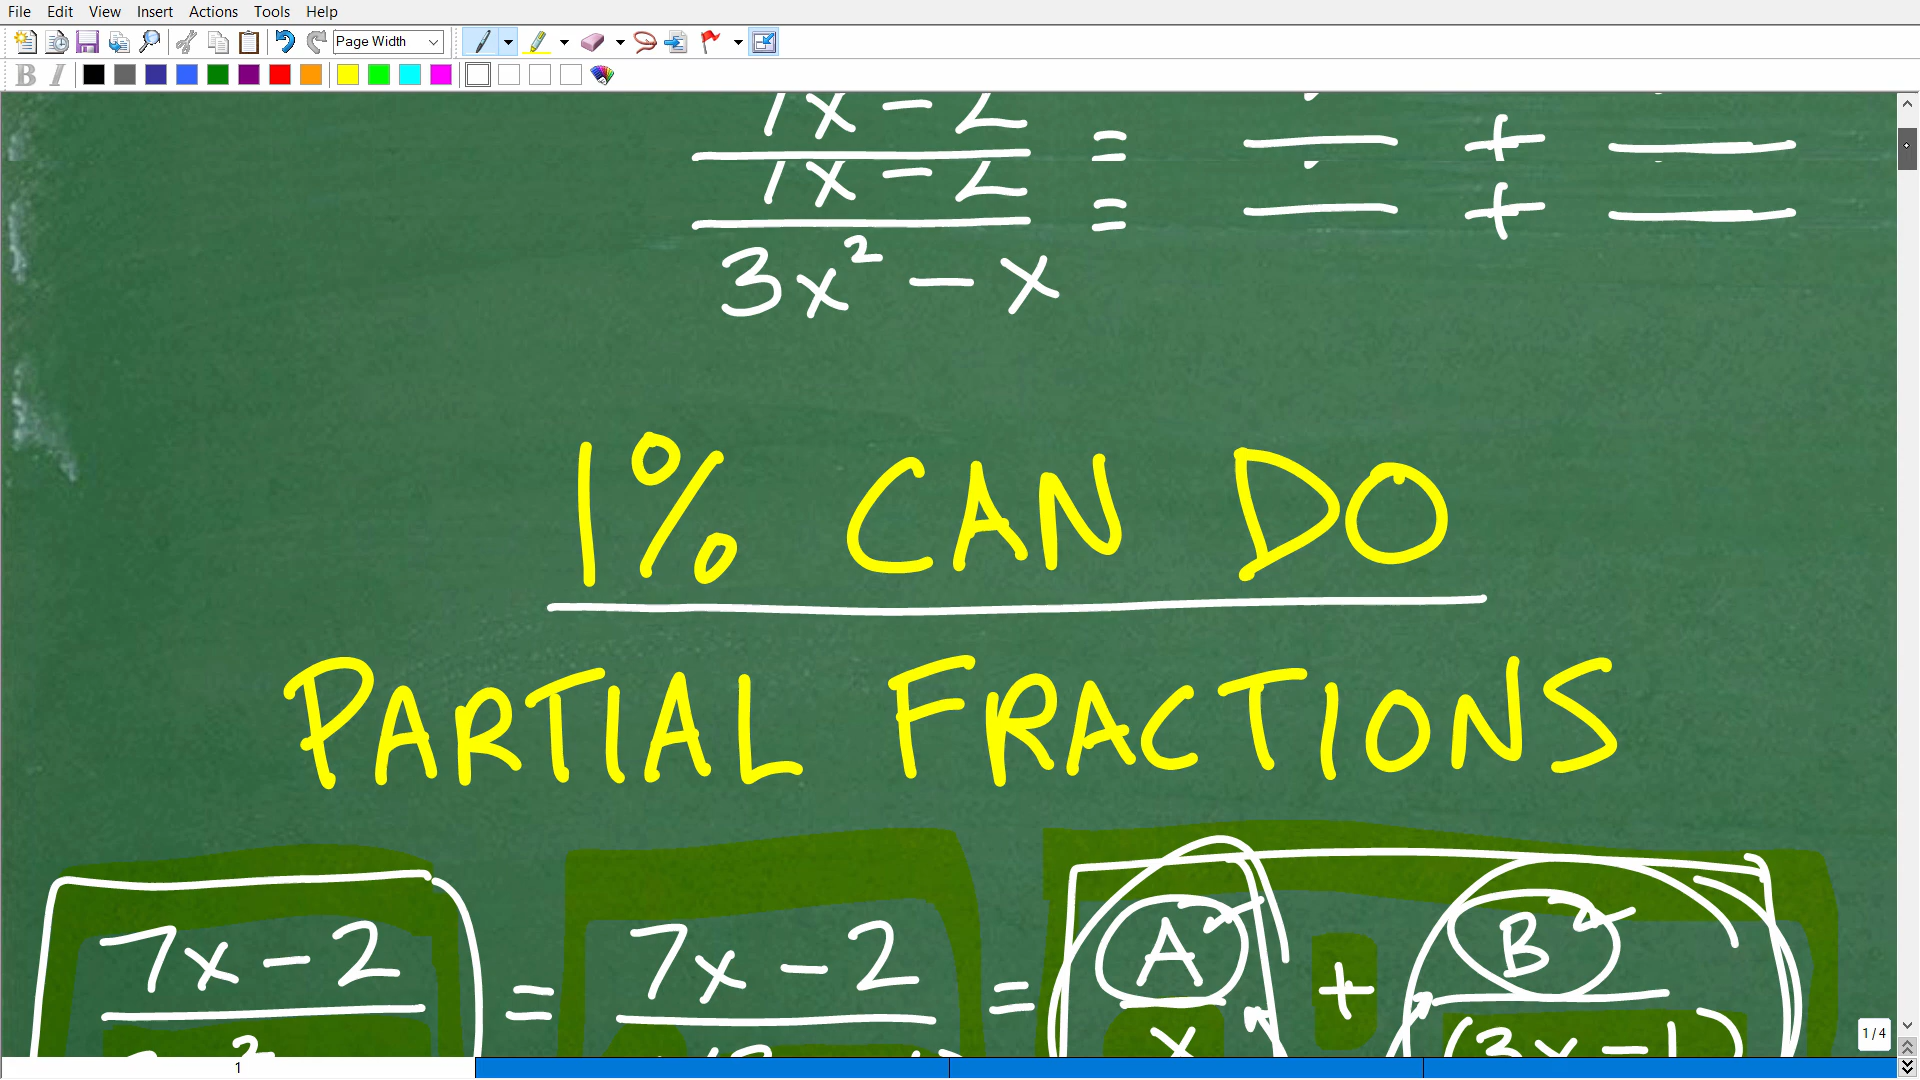 File Edit View Insert Actions Tools Help
Page Width
B I
7x - 2 = +
7x - 2 = +
3x² - x
1% CAN DO
PARTIAL FRACTIONS
7x - 2 = 7x - 2 = A + B
x (3x - 1)
1 / 4
1